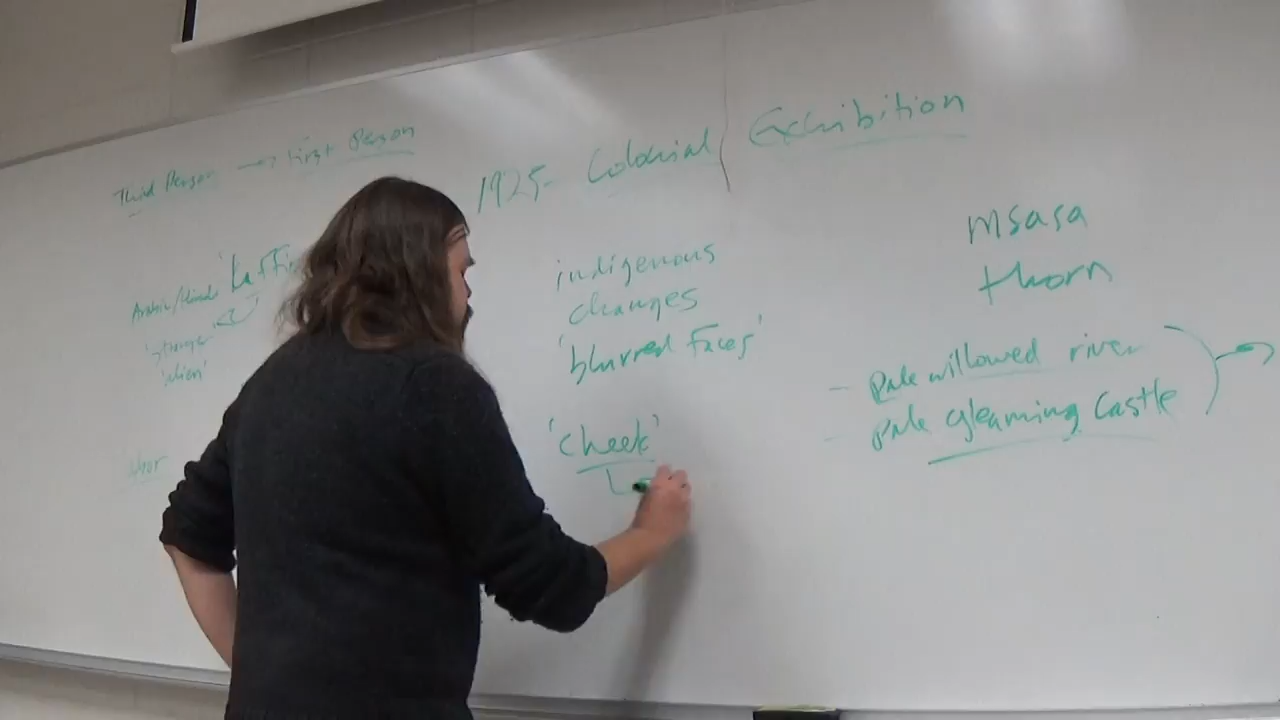 Third Person → First Person
1925- Colonial Exhibition
Arabic/Hindi 'Kaffi
'stranger'
'alien'
indigenous
changes
'blurred faces'
'cheek'
msasa
thorn
- pale willowed river
- pale gleaming Castle